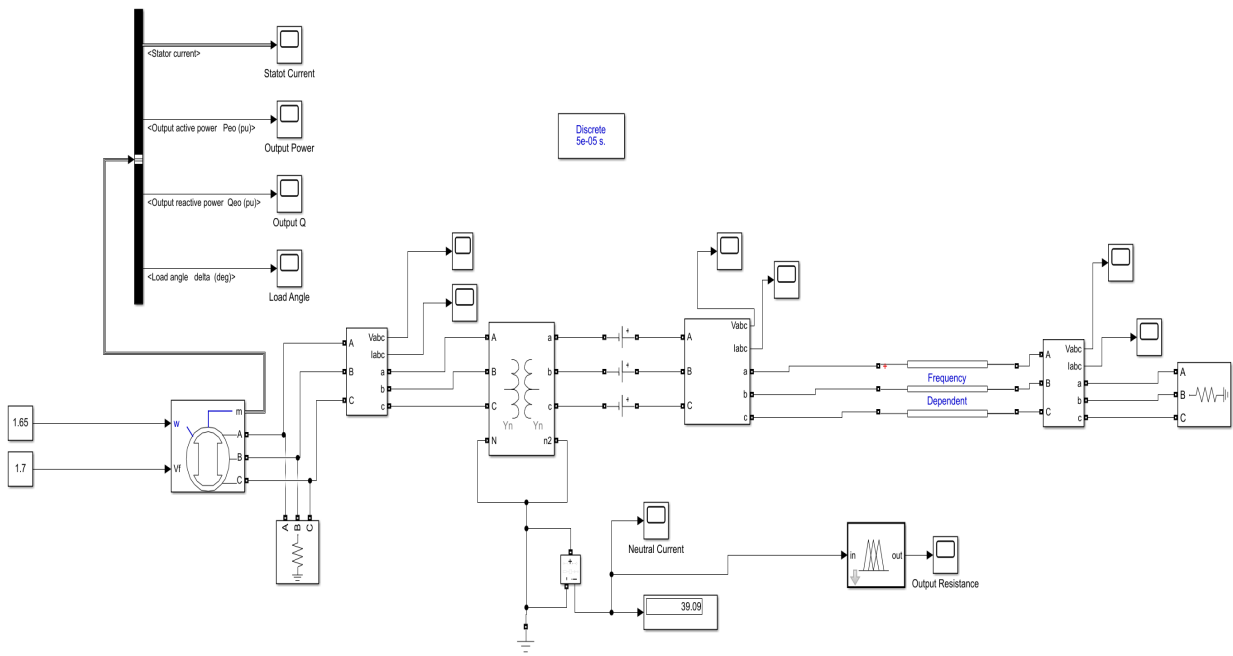 <Stator current>
Statot Current
<Output active power Peo (pu)>
Output Power
Discrete
5e-05 s.
<Output reactive power Qeo (pu)>
Output Q
<Load angle delta (deg)>
Load Angle
1.65
1.7
w
Vf
m
A
B
C
A
B
C
A
B
C
Vabc
Iabc
a
b
c
A
B
C
N
Yn
Yn
a
b
c
n2
+
+
+
A
B
C
Vabc
Iabc
a
b
c
+
Frequency
Dependent
A
B
C
Vabc
Iabc
a
b
c
A
B
C
+
-
Neutral Current
39.09
in
out
Output Resistance